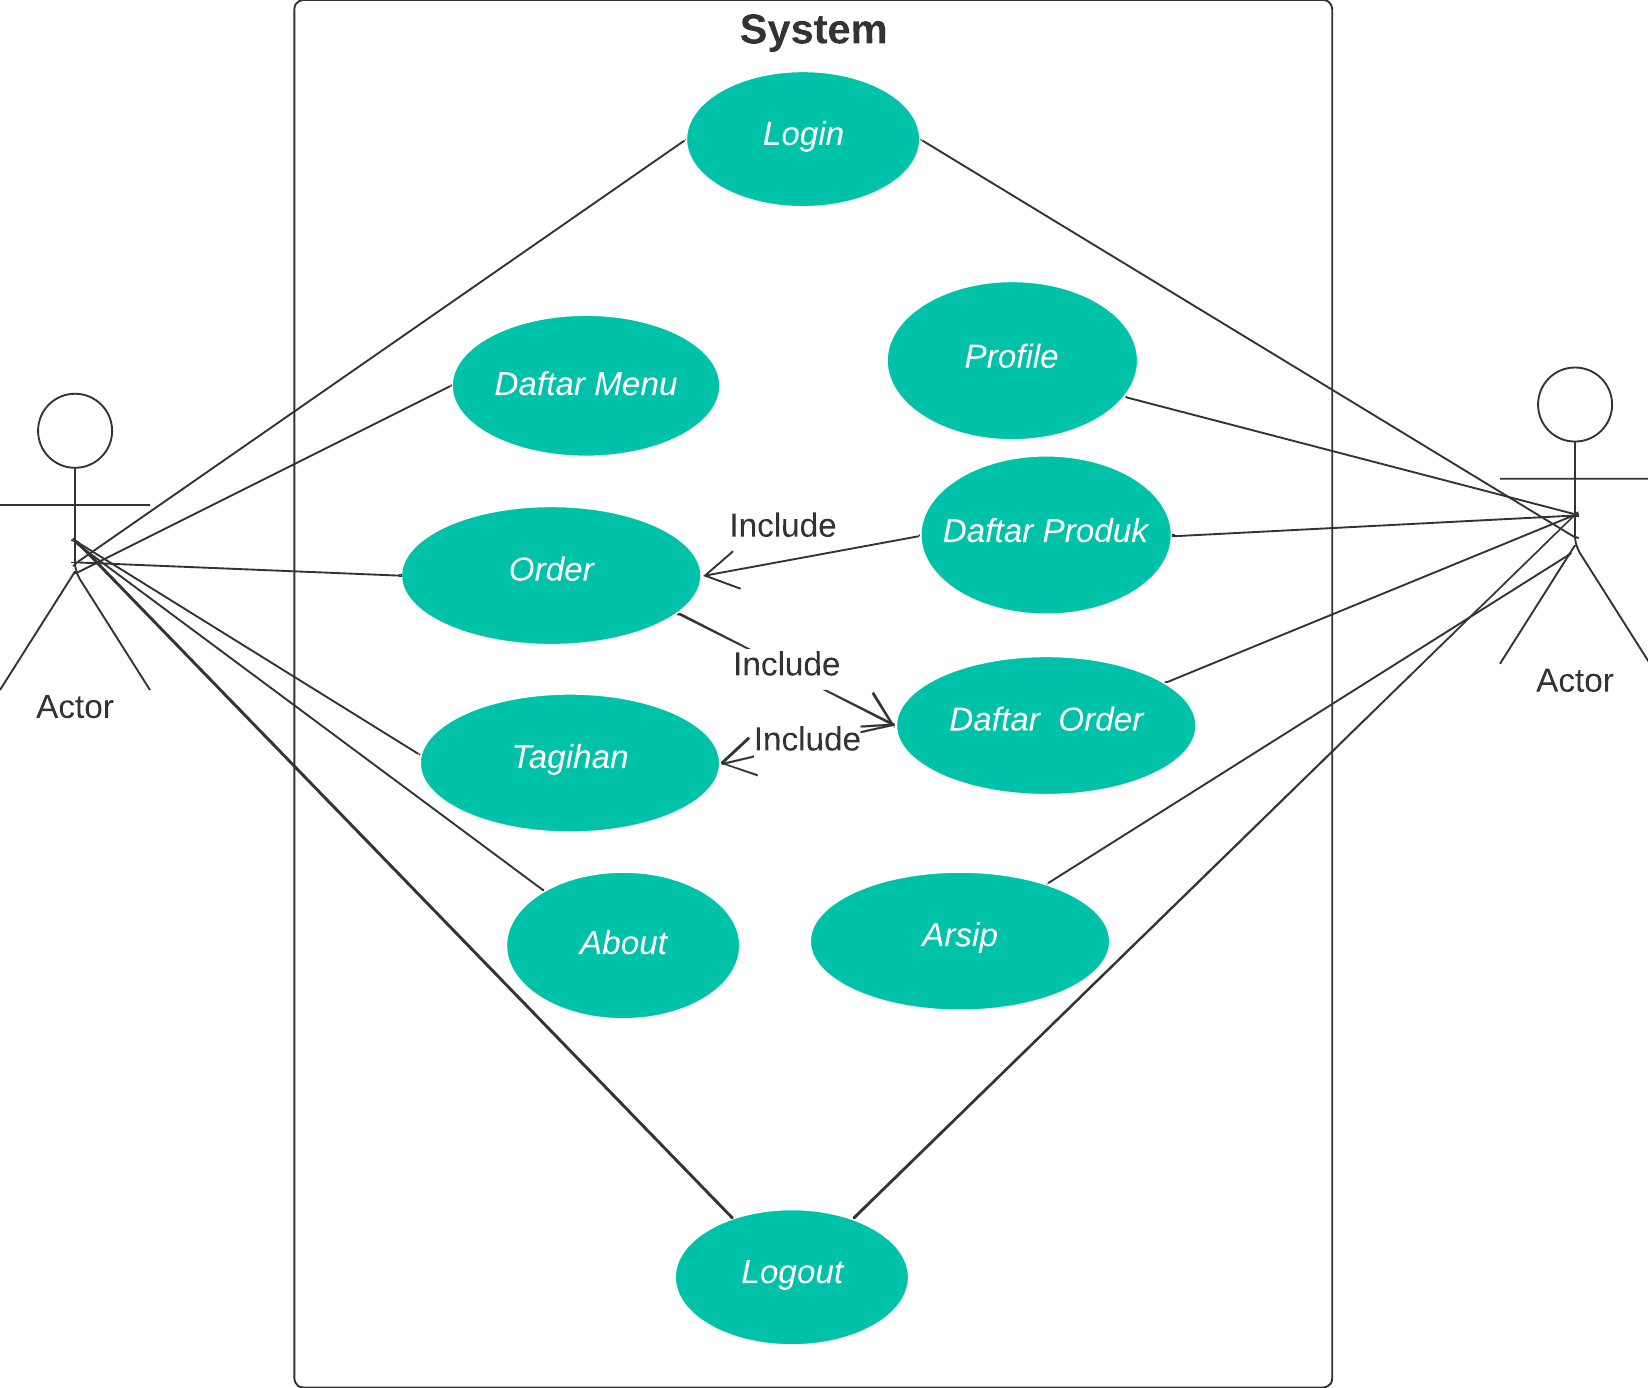 System
Login
Profile
Daftar Menu
Include
Daftar Produk
Order
Include
Actor
Actor
Daftar  Order
Include
Tagihan
Arsip
About
Logout